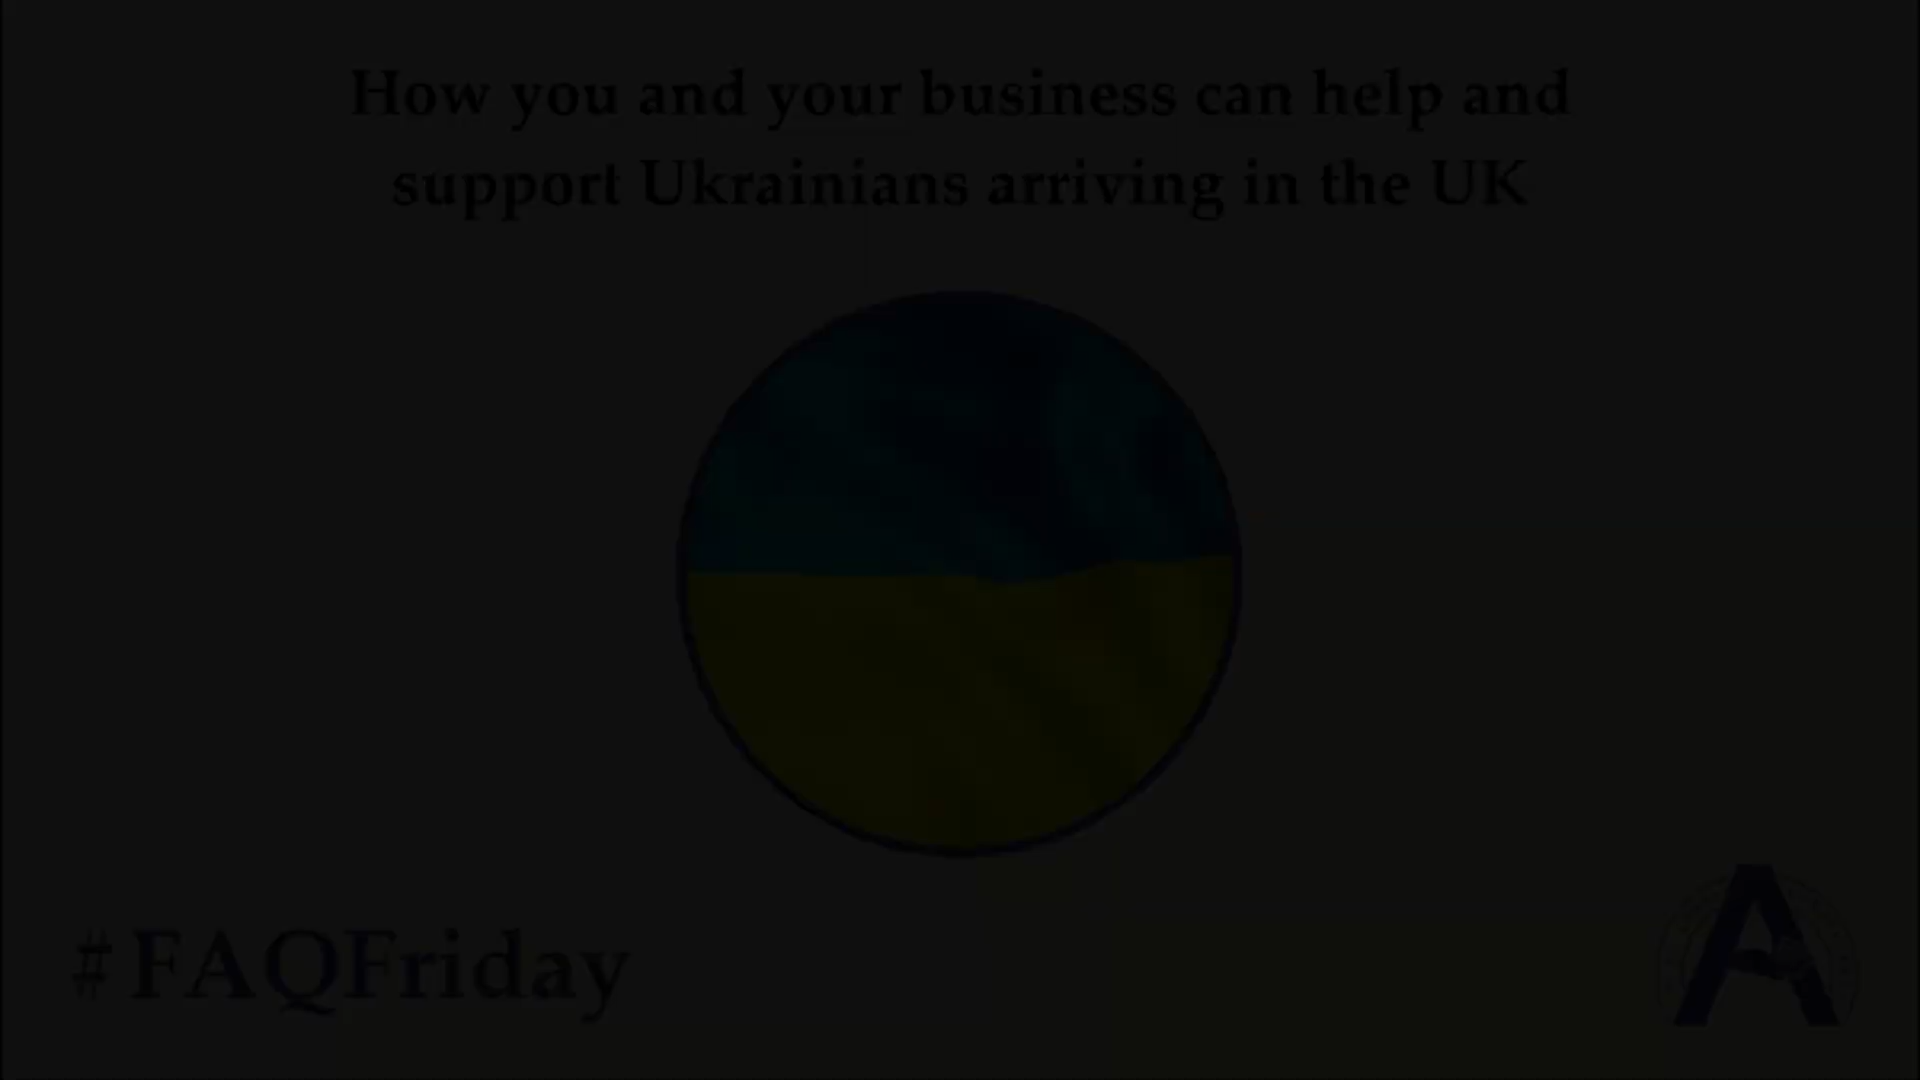 How you and your business can help and
support Ukrainians arriving in the UK
#FAQFriday
A